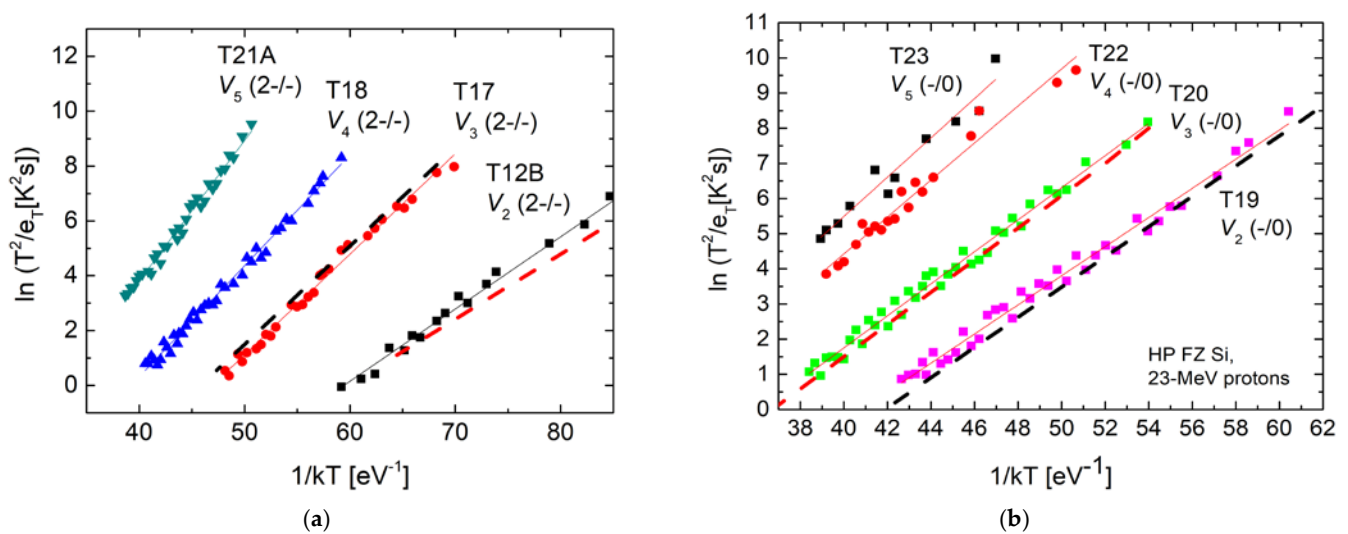 12
10
8
6
4
2
0
ln (T²/e_T[K²s])
T21A
V₅ (2-/-)
T18
V₄ (2-/-)
T17
V₃ (2-/-)
T12B
V₂ (2-/-)
40 50 60 70 80
1/kT [eV⁻¹]
(a)
11
10
9
8
7
6
5
4
3
2
1
0
ln (T²/e_T[K²s])
T23
V₅ (-/0)
T22
V₄ (-/0)
T20
V₃ (-/0)
T19
V₂ (-/0)
HP FZ Si,
23-MeV protons
38 40 42 44 46 48 50 52 54 56 58 60 62
1/kT [eV⁻¹]
(b)